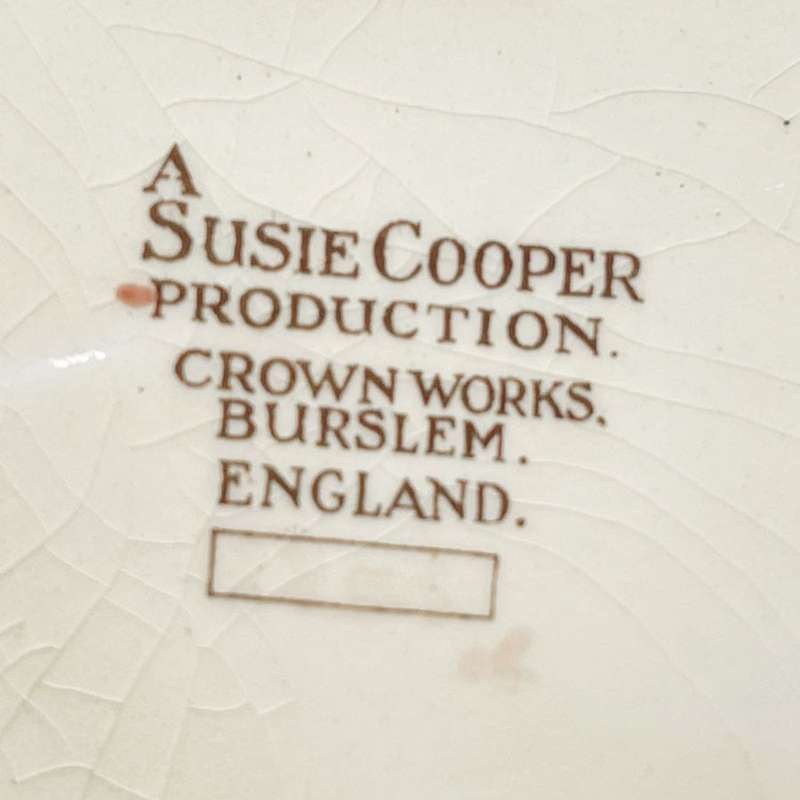 A
SUSIE COOPER
PRODUCTION.
CROWN WORKS.
BURSLEM.
ENGLAND.